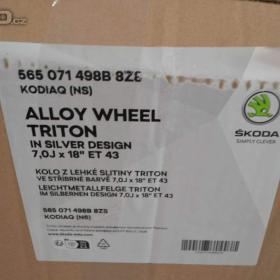 565 071 498B 8Z8
KODIAQ (NS)
ALLOY WHEEL
TRITON
IN SILVER DESIGN
7,0J x 18" ET 43
ŠKODA
SIMPLY CLEVER
KOLO Z LEHKÉ SLITINY TRITON
VE STŘÍBRNÉ BARVĚ 7,0J x 18" ET 43
LEICHTMETALLFELGE TRITON
IM SILBERNEN DESIGN 7,0J x 18" ET 43
565 071 498B 8Z8
KODIAQ (NS)